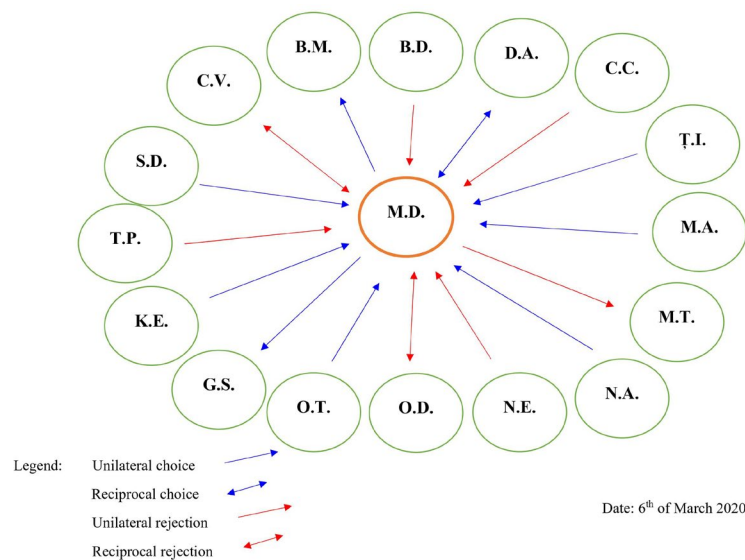 B.M.
B.D.
D.A.
C.C.
C.V.
Ț.I.
S.D.
M.D.
M.A.
T.P.
M.T.
K.E.
G.S.
O.T.
O.D.
N.E.
N.A.
Legend: Unilateral choice
Reciprocal choice
Unilateral rejection
Reciprocal rejection
Date: 6th of March 2020